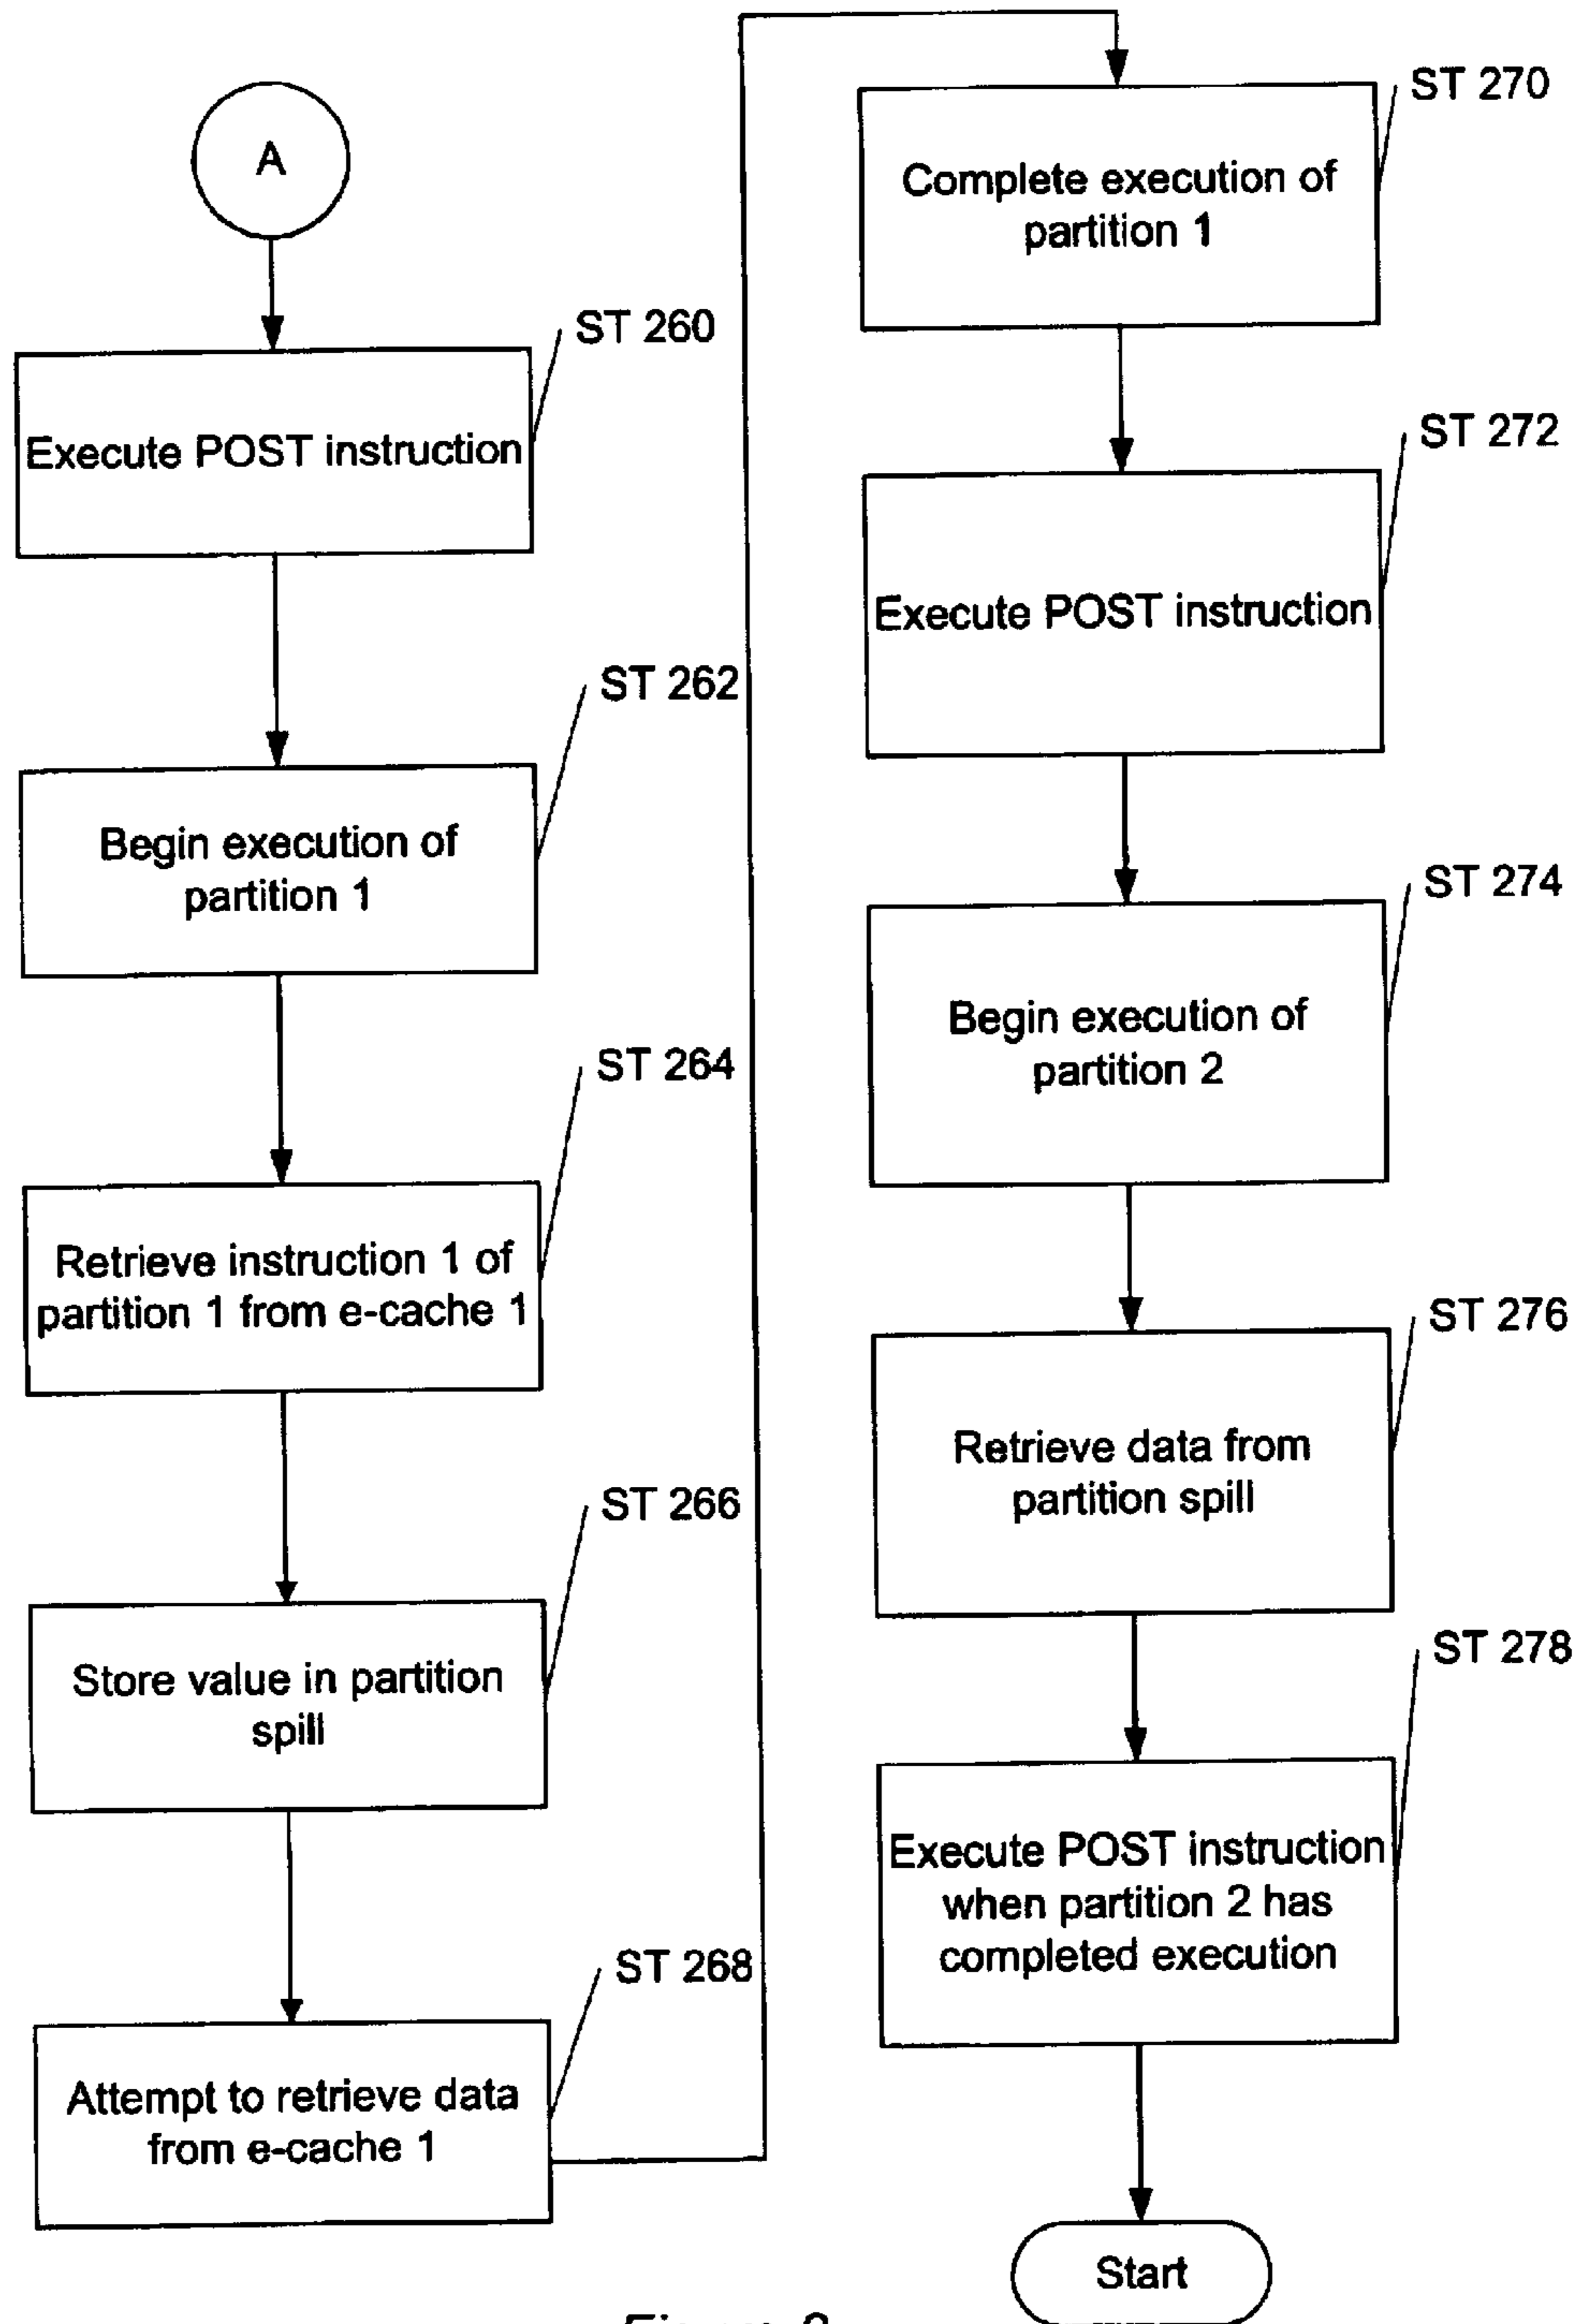 A
ST 260
Execute POST instruction
ST 262
Begin execution of
partition 1
ST 264
Retrieve instruction 1 of
partition 1 from e-cache 1
ST 266
Store value in partition
spill
ST 268
Attempt to retrieve data
from e-cache 1
ST 270
Complete execution of
partition 1
ST 272
Execute POST instruction
ST 274
Begin execution of
partition 2
ST 276
Retrieve data from
partition spill
ST 278
Execute POST instruction
when partition 2 has
completed execution
Start